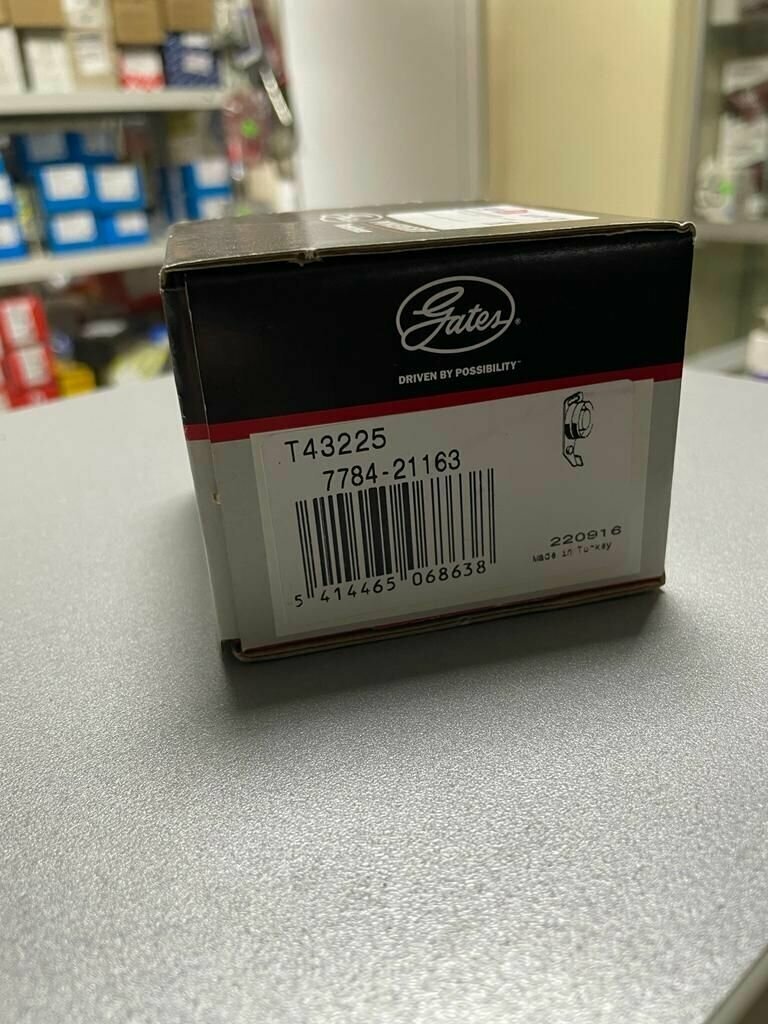 Gates®
DRIVEN BY POSSIBILITY™
T43225
7784-21163
5 414465 068638
220916
Made in Turkey